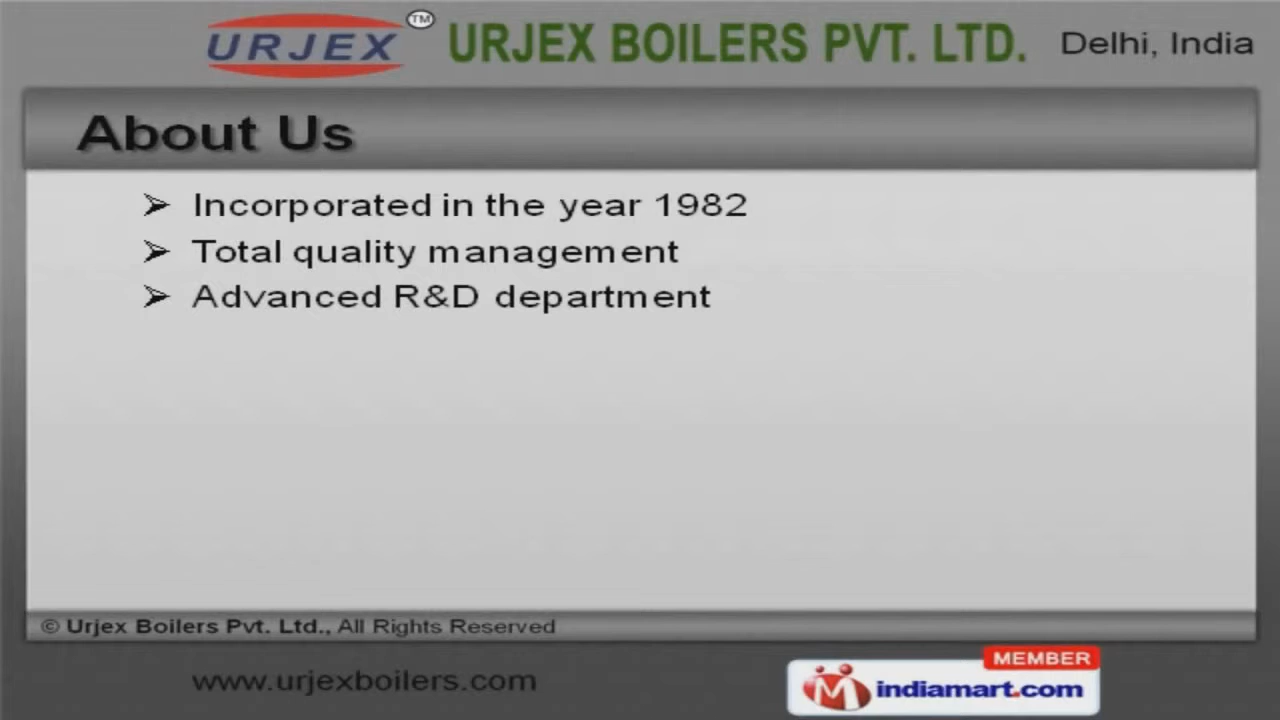 URJEX TM URJEX BOILERS PVT. LTD. Delhi, India
About Us
➢ Incorporated in the year 1982
➢ Total quality management
➢ Advanced R&D department
© Urjex Boilers Pvt. Ltd., All Rights Reserved
MEMBER
www.urjexboilers.com
indiamart.com